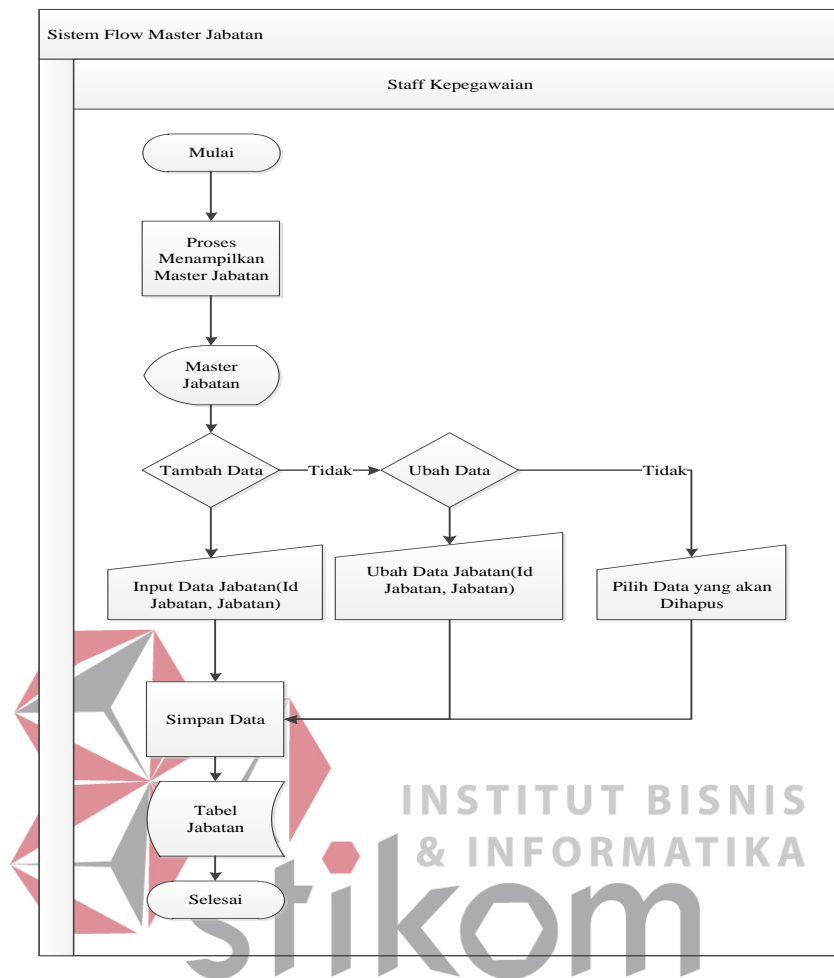 Sistem Flow Master Jabatan
Staff Kepegawaian
Mulai
Proses
Menampilkan
Master Jabatan
Master
Jabatan
Tambah Data
Tidak
Ubah Data
Tidak
Input Data Jabatan(Id
Jabatan, Jabatan)
Ubah Data Jabatan(Id
Jabatan, Jabatan)
Pilih Data yang akan
Dihapus
Simpan Data
Tabel
Jabatan
Selesai
INSTITUT BISNIS
& INFORMATIKA
stikom